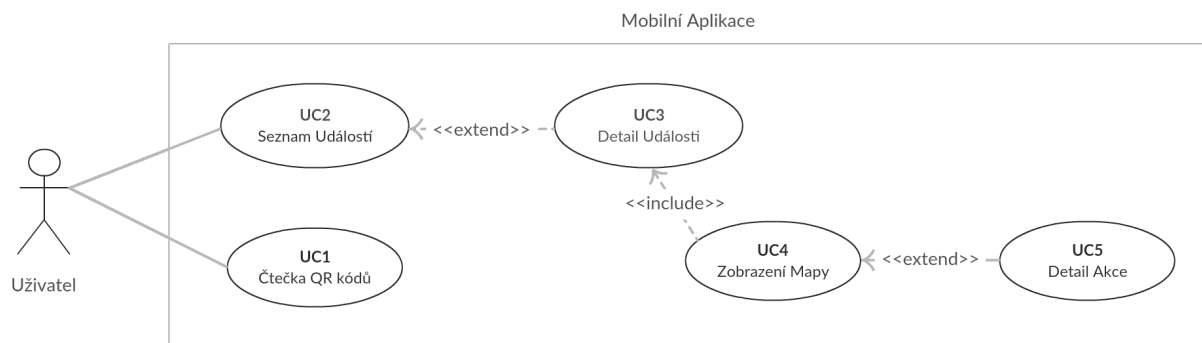 Mobilní Aplikace
UC2
Seznam Událostí
<<extend>>
UC3
Detail Události
<<include>>
Uživatel
UC1
Čtečka QR kódů
UC4
Zobrazení Mapy
<<extend>>
UC5
Detail Akce